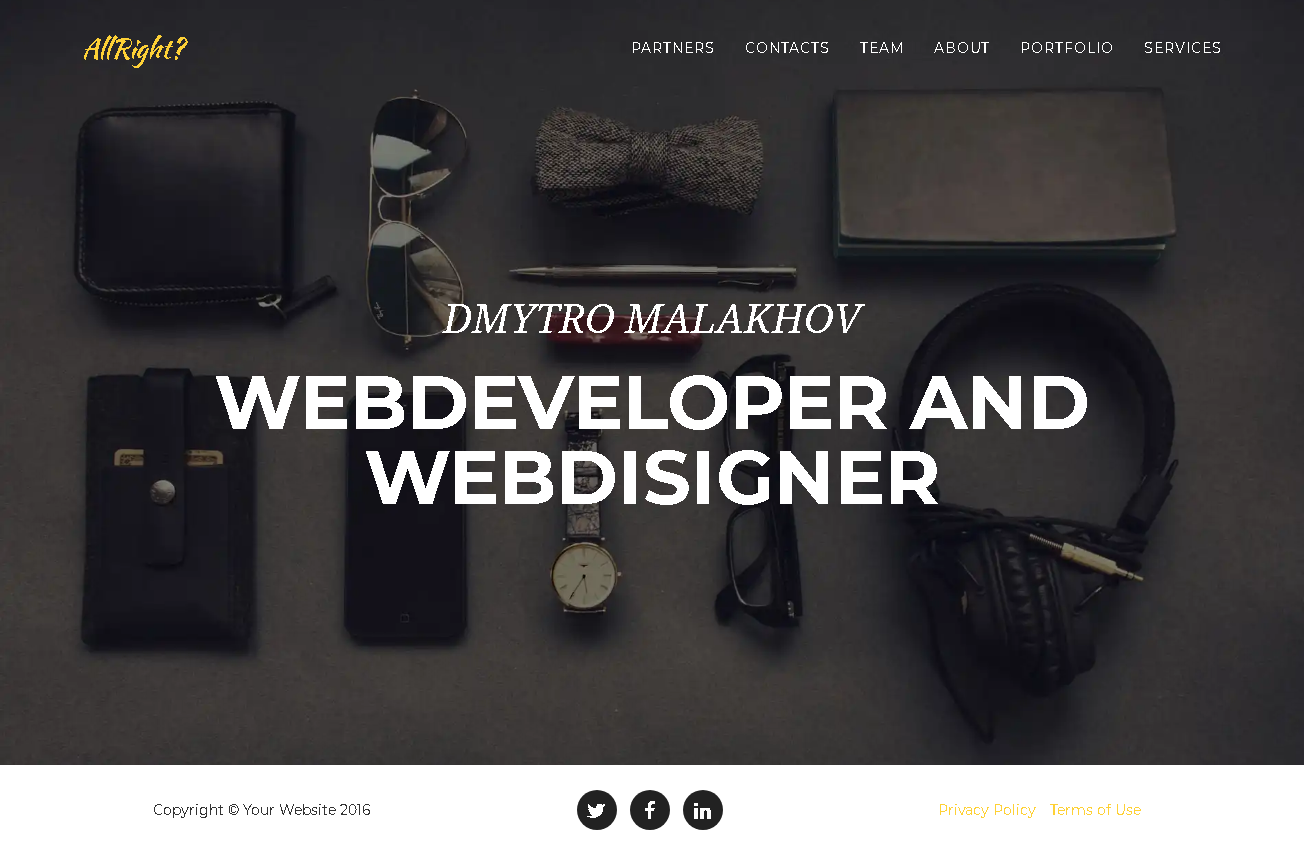 AllRight?
PARTNERS CONTACTS TEAM ABOUT PORTFOLIO SERVICES
DMYTRO MALAKHOV
WEBDEVELOPER AND
WEBDISIGNER
Copyright © Your Website 2016
Privacy Policy Terms of Use